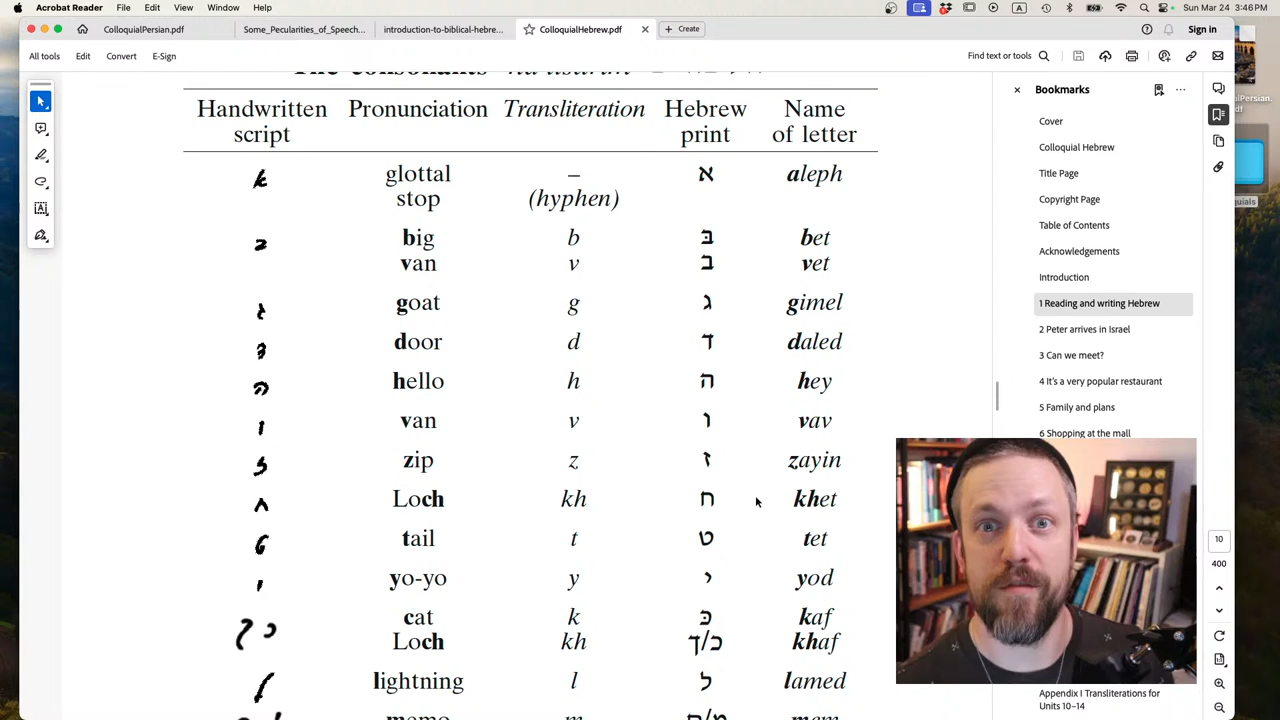 Acrobat Reader File Edit View Window Help
Sun Mar 24 3:46 PM
ColloquialPersian.pdf Some_Pecularities_of_Speech... introduction-to-biblical-hebre... ColloquialHebrew.pdf Create
Sign in
All tools Edit Convert E-Sign
Find text or tools
Bookmarks
Cover
Colloquial Hebrew
Title Page
Copyright Page
Table of Contents
Acknowledgements
Introduction
1 Reading and writing Hebrew
2 Peter arrives in Israel
3 Can we meet?
4 It's a very popular restaurant
5 Family and plans
6 Shopping at the mall
Appendix I Transliterations for
Units 10–14
10
400
Handwritten Pronunciation Transliteration Hebrew Name
script print of letter
glottal – א aleph
stop (hyphen)
big b בּ bet
van v ב vet
goat g ג gimel
door d ד daled
hello h ה hey
van v ו vav
zip z ז zayin
Loch kh ח khet
tail t ט tet
yo-yo y י yod
cat k כּ kaf
Loch kh כ/ך khaf
lightning l ל lamed